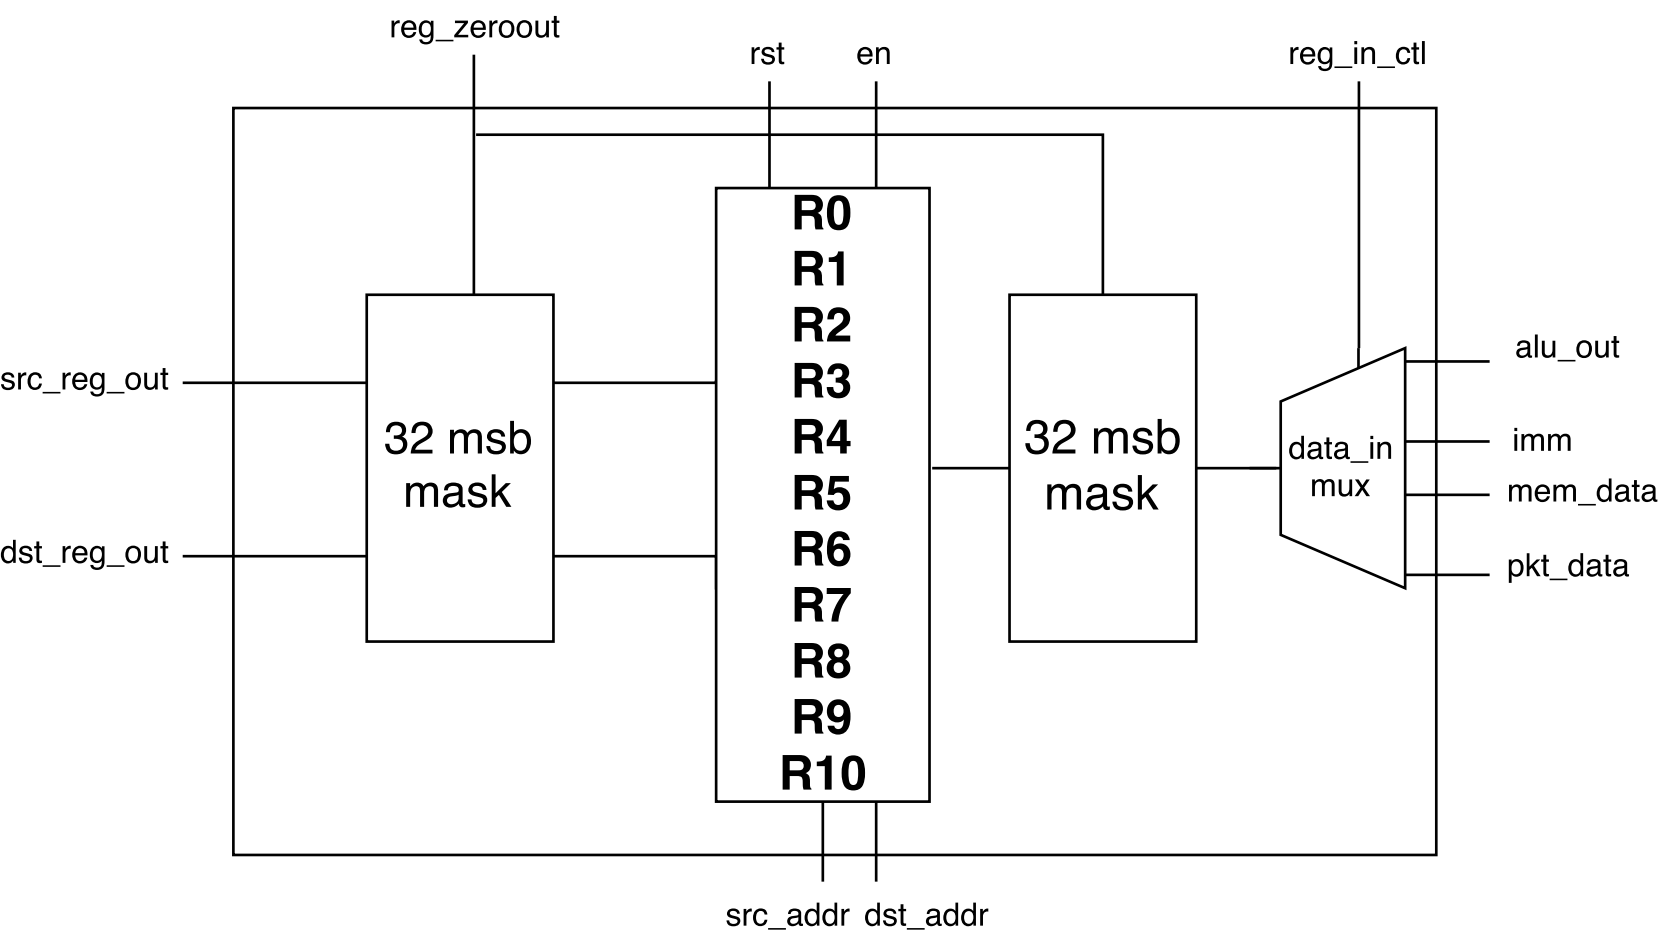 reg_zeroout
rst
en
reg_in_ctl
R0
R1
R2
R3
R4
R5
R6
R7
R8
R9
R10
src_reg_out
dst_reg_out
32 msb
mask
32 msb
mask
data_in
mux
alu_out
imm
mem_data
pkt_data
src_addr
dst_addr